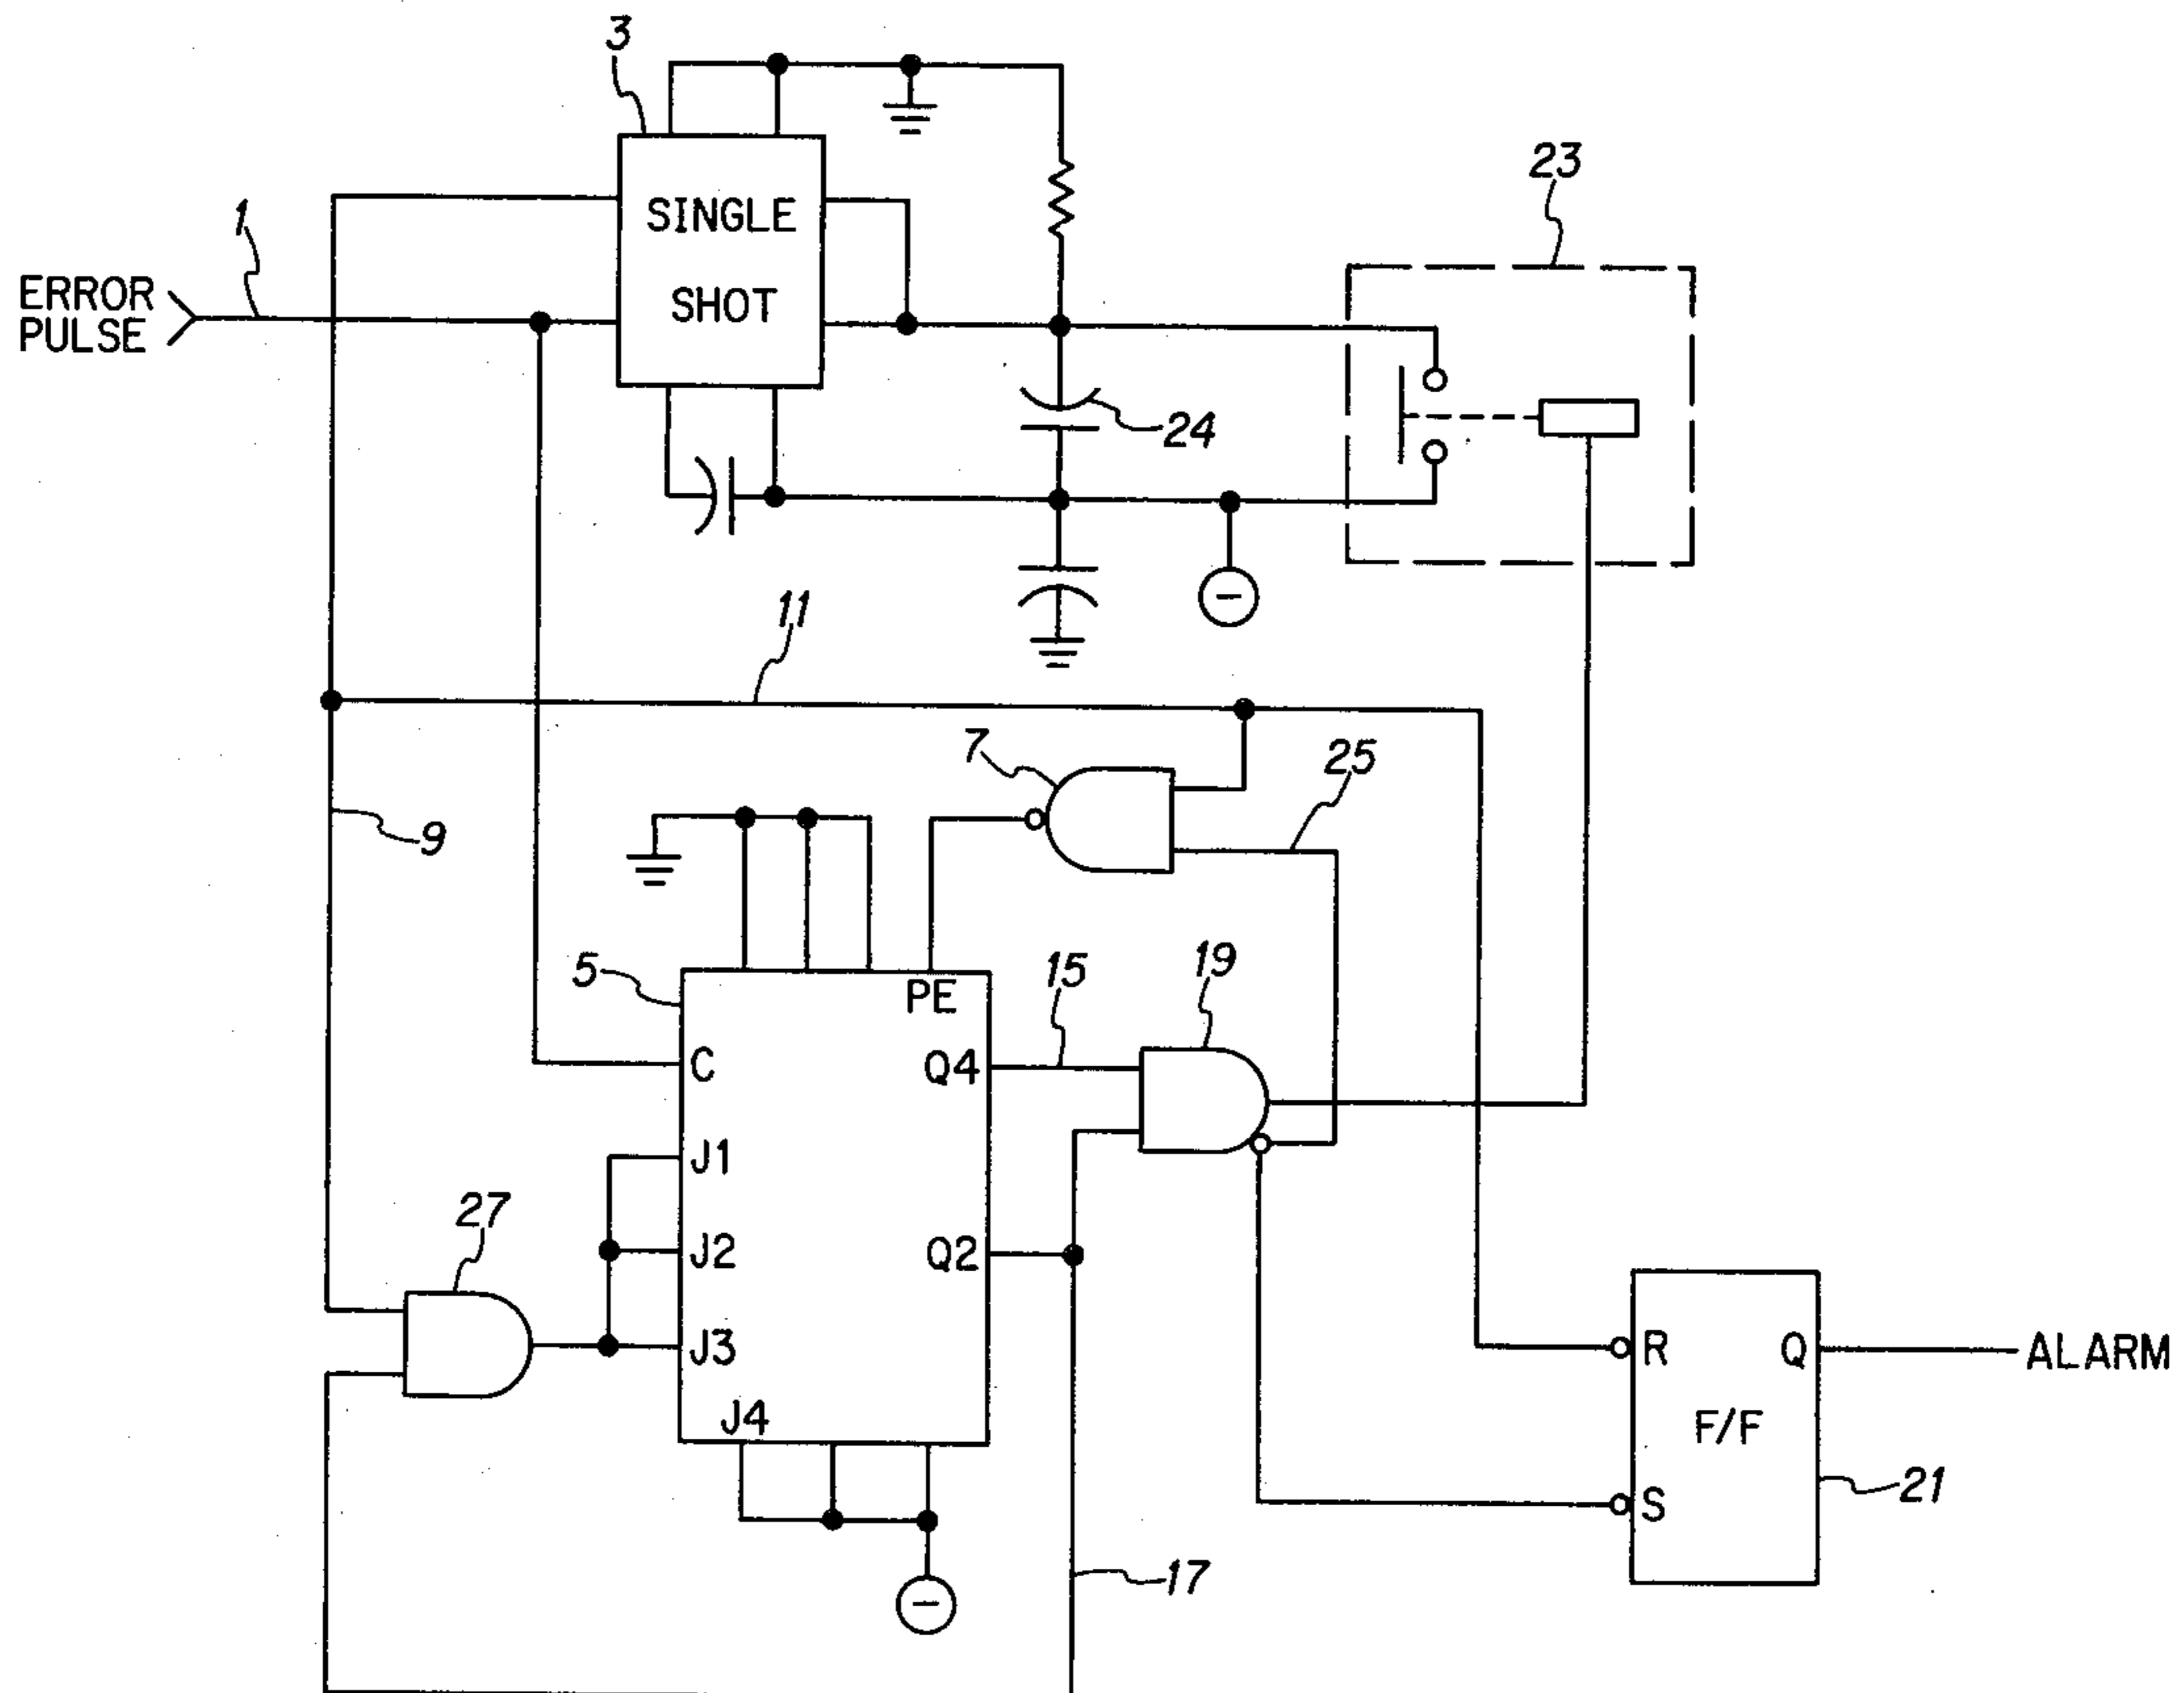 3
23
1
SINGLE
SHOT
ERROR
PULSE
24
11
7
25
9
5
15
19
PE
C
Q4
J1
27
J2
Q2
J3
R
Q
ALARM
J4
F/F
21
S
17